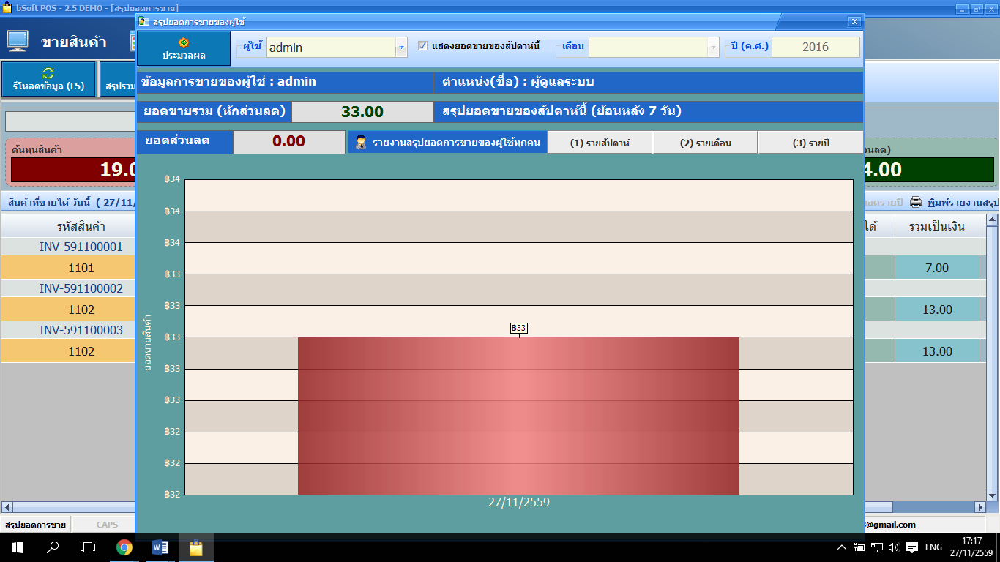 bSoft POS - 2.5 DEMO - [สรุปยอดการขาย]
สรุปยอดการขายของผู้ใช้
ขายสินค้า
ประมวลผล
ผู้ใช้ admin
แสดงยอดขายของสัปดาห์นี้
เดือน
ปี (ค.ศ.) 2016
รีโหลดข้อมูล (F5)
สรุปรวม
ข้อมูลการขายของผู้ใช้ : admin
ตำแหน่ง(ชื่อ) : ผู้ดูแลระบบ
ยอดขายรวม (หักส่วนลด) 33.00
สรุปยอดขายของสัปดาห์นี้ (ย้อนหลัง 7 วัน)
ยอดส่วนลด 0.00
รายงานสรุปยอดการขายของผู้ใช้ทุกคน
(1) รายสัปดาห์
(2) รายเดือน
(3) รายปี
ต้นทุนสินค้า
19.0
นลด)
4.00
สินค้าที่ขายได้ วันนี้ ( 27/11/
ยอดรายปี
พิมพ์รายงานสรุป
รหัสสินค้า
ได้
รวมเป็นเงิน
INV-591100001
1101
7.00
INV-591100002
1102
13.00
INV-591100003
1102
13.00
ยอดขายสินค้า
฿34
฿34
฿34
฿33
฿33
฿33
฿33
฿33
฿32
฿32
฿32
฿33
27/11/2559
สรุปยอดการขาย
CAPS
@gmail.com
ENG
17:17
27/11/2559